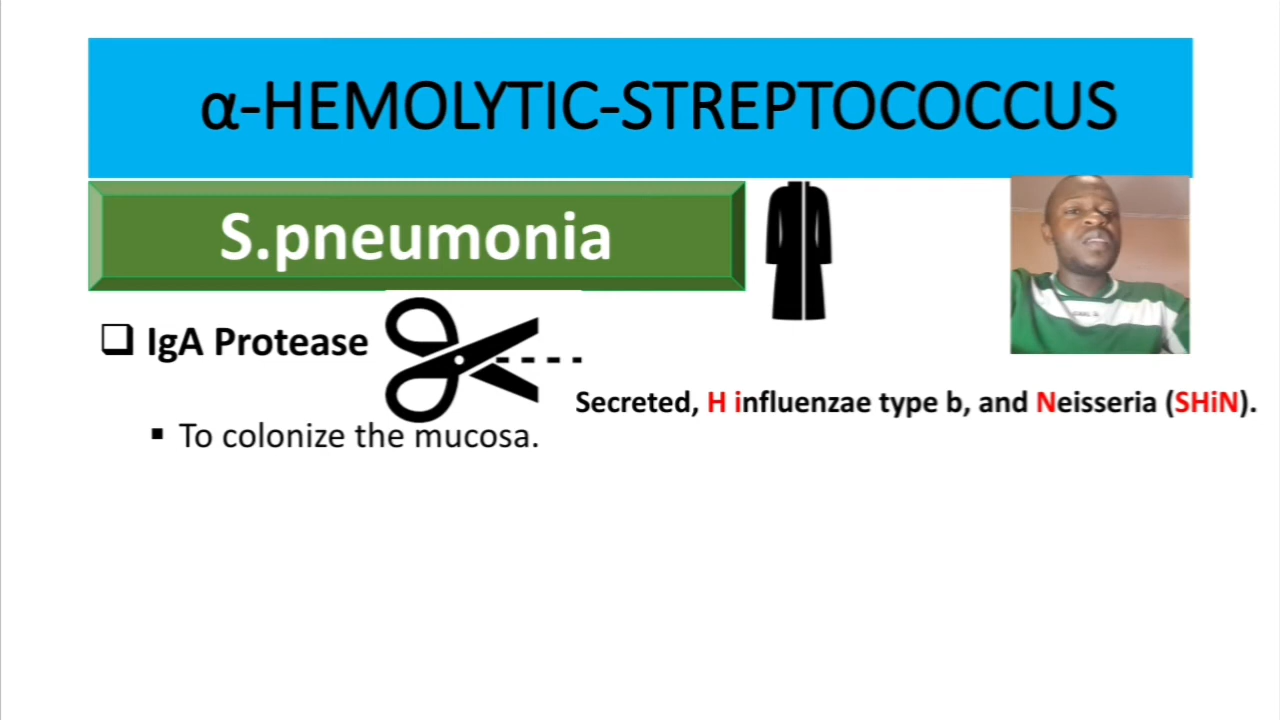 α-HEMOLYTIC-STREPTOCOCCUS
S.pneumonia
IgA Protease
Secreted, H influenzae type b, and Neisseria (SHiN).
To colonize the mucosa.